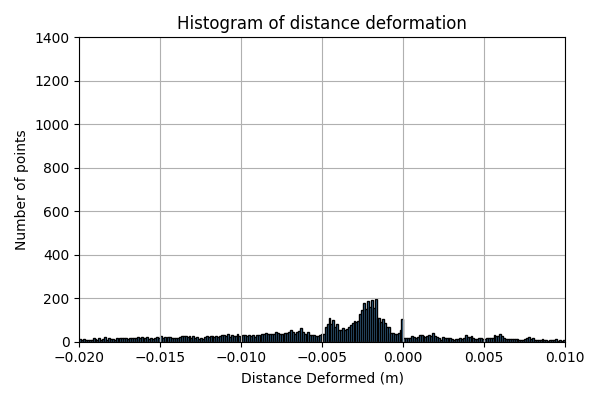 Histogram of distance deformation
Number of points
1400
1200
1000
800
600
400
200
0
−0.020 −0.015 −0.010 −0.005 0.000 0.005 0.010
Distance Deformed (m)